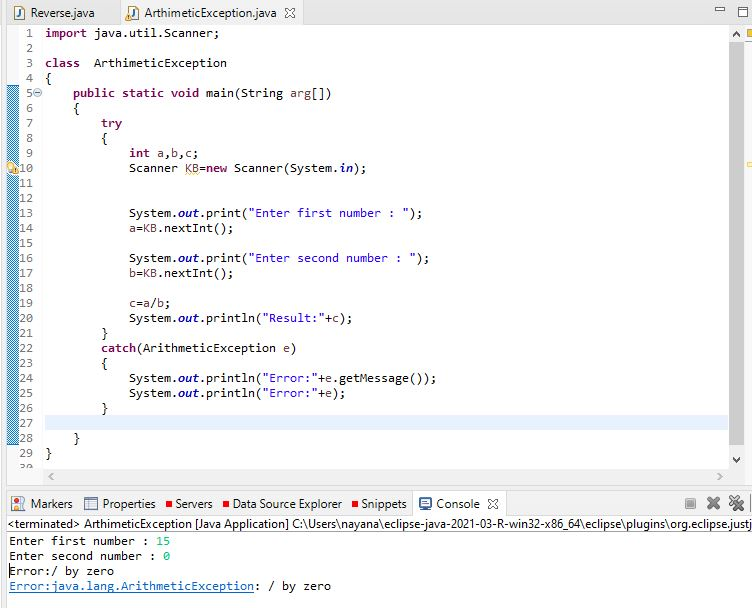 Reverse.java ArthimeticException.java
1 import java.util.Scanner;
2
3 class  ArthimeticException
4 {
5     public static void main(String arg[])
6     {
7         try
8         {
9             int a,b,c;
10             Scanner KB=new Scanner(System.in);
11
12
13             System.out.print("Enter first number : ");
14             a=KB.nextInt();
15
16             System.out.print("Enter second number : ");
17             b=KB.nextInt();
18
19             c=a/b;
20             System.out.println("Result:"+c);
21         }
22         catch(ArithmeticException e)
23         {
24             System.out.println("Error:"+e.getMessage());
25             System.out.println("Error:"+e);
26         }
27
28     }
29 }
30
Markers Properties Servers Data Source Explorer Snippets Console
<terminated> ArthimeticException [Java Application] C:\Users\nayana\eclipse-java-2021-03-R-win32-x86_64\eclipse\plugins\org.eclipse.justj
Enter first number : 15
Enter second number : 0
Error:/ by zero
Error:java.lang.ArithmeticException: / by zero